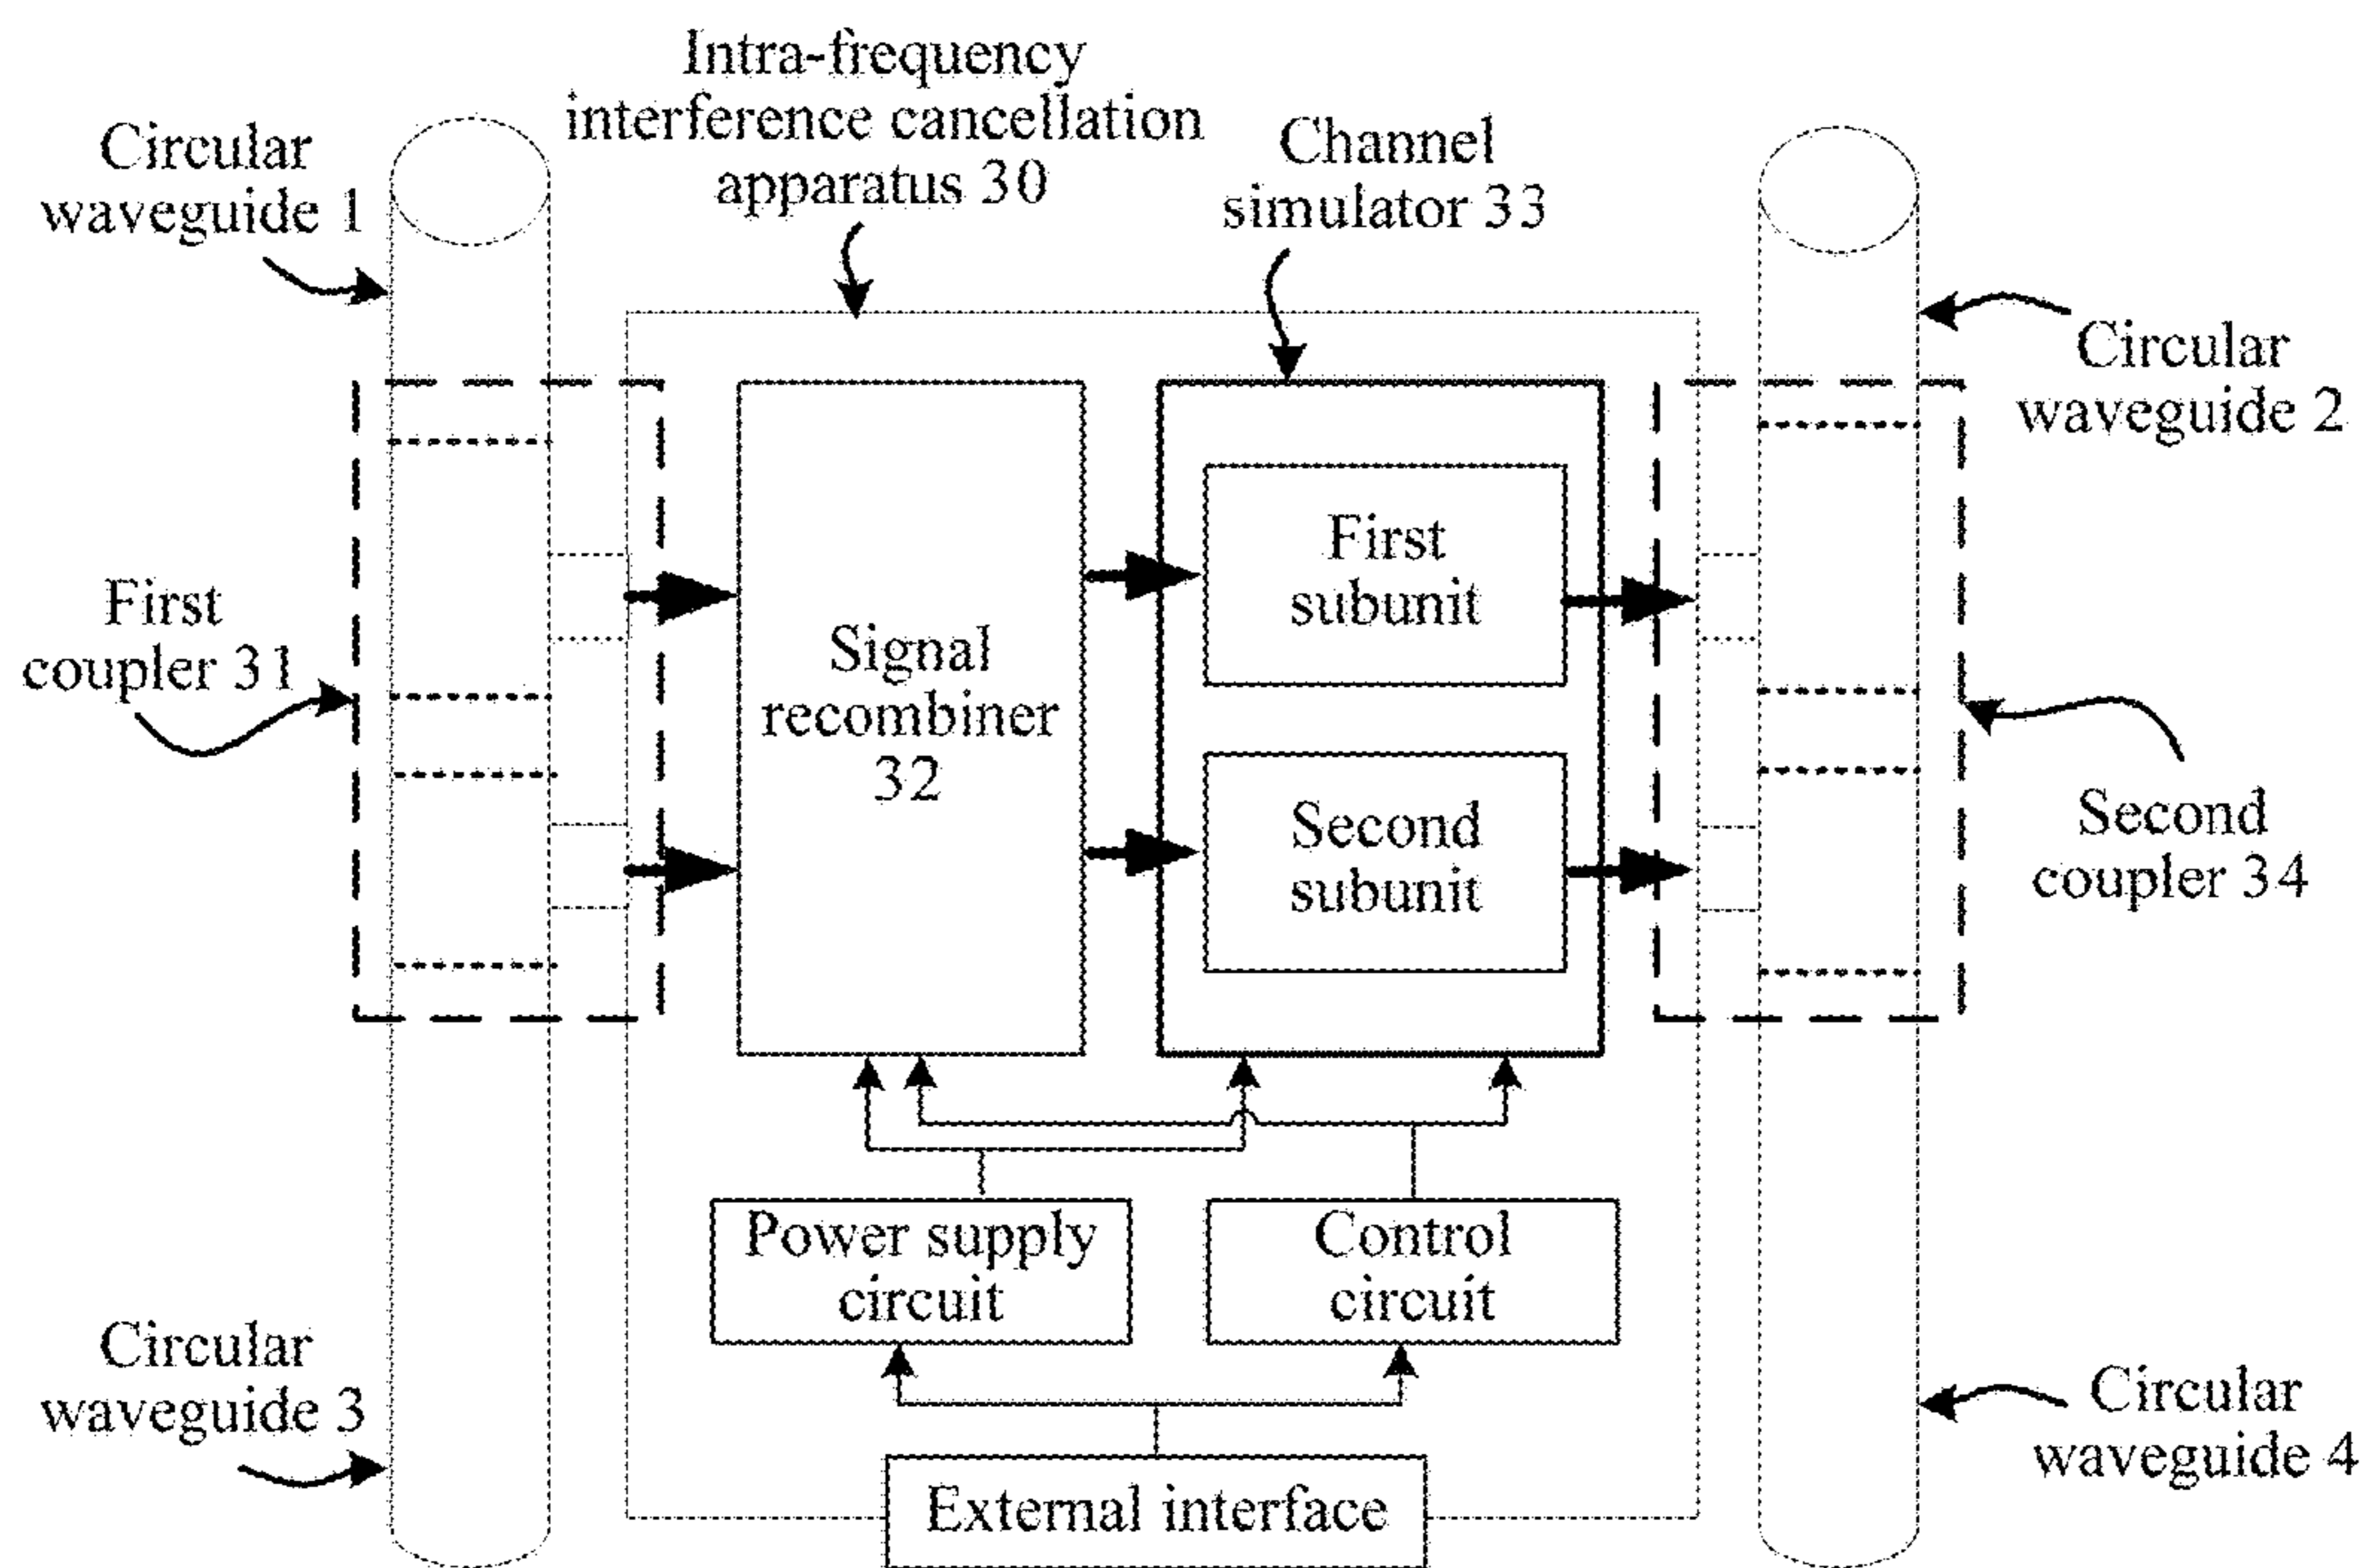 Intra-frequency
interference cancellation
apparatus 30
Circular
waveguide 1
Channel
simulator 33
Circular
waveguide 2
First
coupler 31
Signal
recombiner
32
First
subunit
Second
subunit
Second
coupler 34
Power supply
circuit
Control
circuit
Circular
waveguide 3
Circular
waveguide 4
External interface